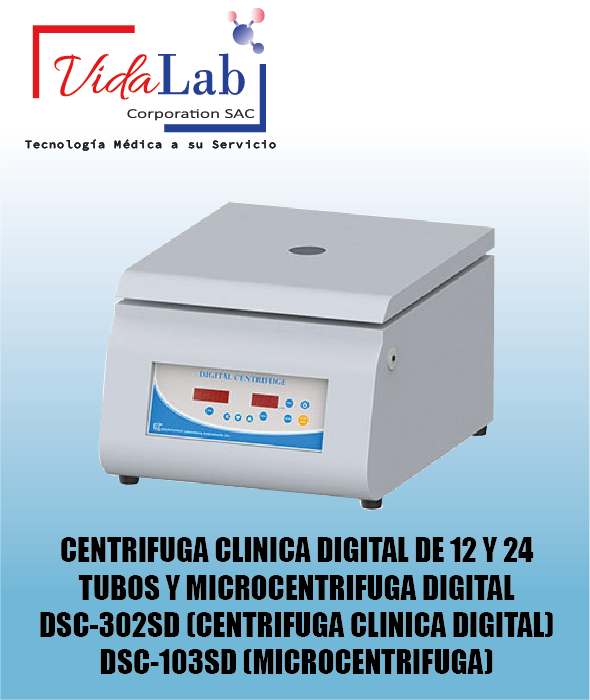 VidaLab
Corporation SAC
Tecnología Médica a su Servicio
DIGITAL CENTRIFUGE
CENTRIFUGA CLINICA DIGITAL DE 12 Y 24
TUBOS Y MICROCENTRIFUGA DIGITAL
DSC-302SD (CENTRIFUGA CLINICA DIGITAL)
DSC-103SD (MICROCENTRIFUGA)